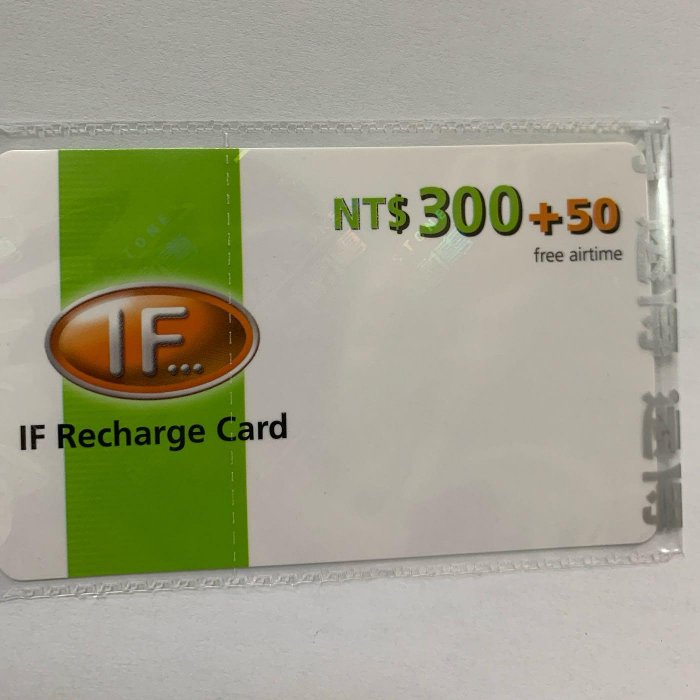 NT$ 300 +50
free airtime
IF...
IF Recharge Card